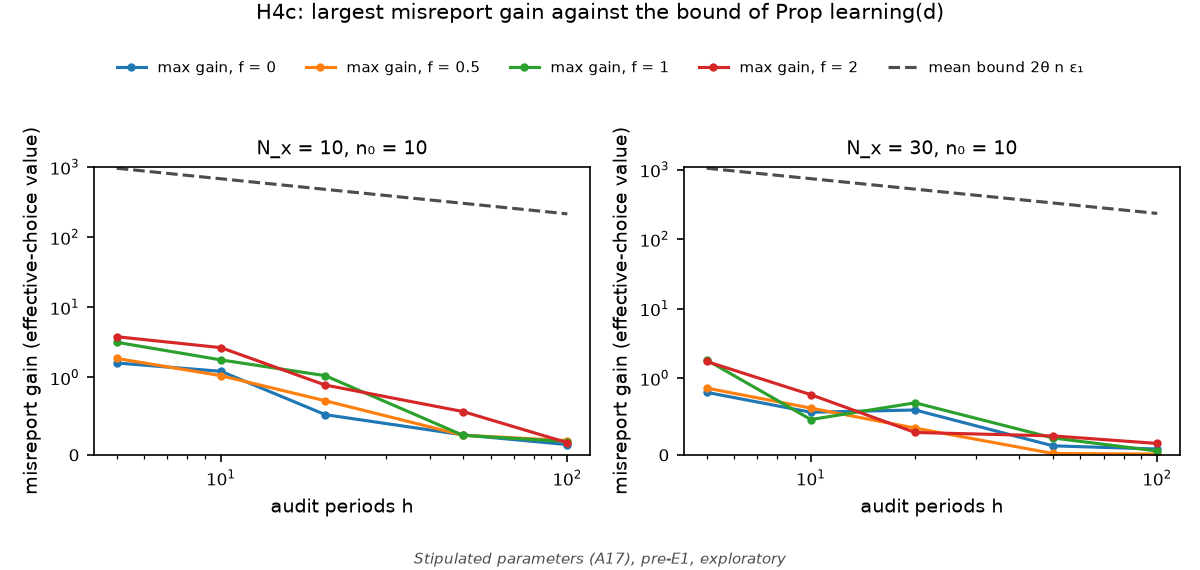 H4c: largest misreport gain against the bound of Prop learning(d)
max gain, f = 0
max gain, f = 0.5
max gain, f = 1
max gain, f = 2
mean bound 2θ n ε₁
N_x = 10, n₀ = 10
misreport gain (effective-choice value)
10³
10²
10¹
10⁰
0
10¹
10²
audit periods h
N_x = 30, n₀ = 10
misreport gain (effective-choice value)
10³
10²
10¹
10⁰
0
10¹
10²
audit periods h
Stipulated parameters (A17), pre-E1, exploratory